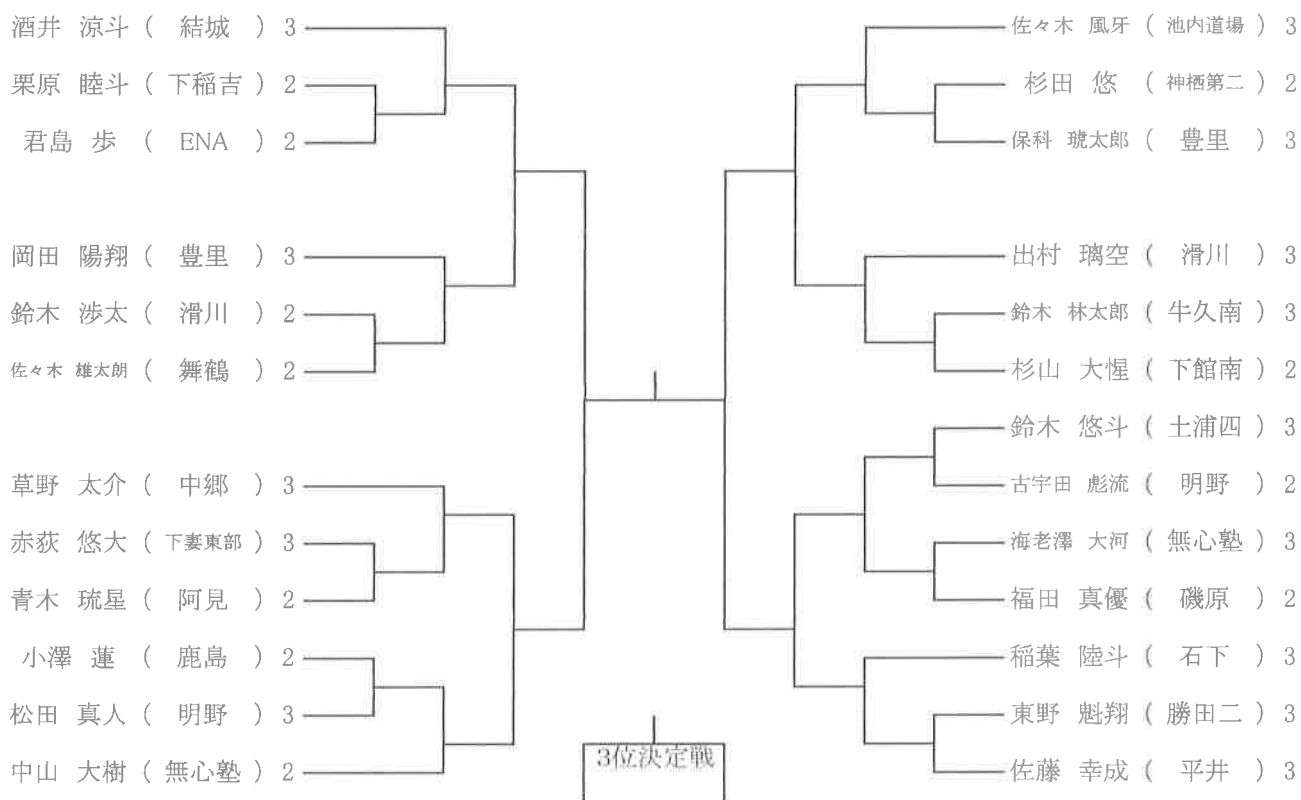 酒井 涼斗 ( 結城 ) 3
栗原 睦斗 ( 下稲吉 ) 2
君島 歩 ( ENA ) 2
岡田 陽翔 ( 豊里 ) 3
鈴木 渉太 ( 滑川 ) 2
佐々木 雄太朗 ( 舞鶴 ) 2
草野 太介 ( 中郷 ) 3
赤荻 悠大 ( 下妻東部 ) 3
青木 琉星 ( 阿見 ) 2
小澤 蓮 ( 鹿島 ) 2
松田 真人 ( 明野 ) 3
中山 大樹 ( 無心塾 ) 2
佐々木 風牙 ( 池内道場 ) 3
杉田 悠 ( 神栖第二 ) 2
保科 琥太郎 ( 豊里 ) 3
出村 璃空 ( 滑川 ) 3
鈴木 林太郎 ( 牛久南 ) 3
杉山 大惺 ( 下館南 ) 2
鈴木 悠斗 ( 土浦四 ) 3
古宇田 彪流 ( 明野 ) 2
海老澤 大河 ( 無心塾 ) 3
福田 真優 ( 磯原 ) 2
稲葉 陸斗 ( 石下 ) 3
東野 魁翔 ( 勝田二 ) 3
佐藤 幸成 ( 平井 ) 3
3位決定戦